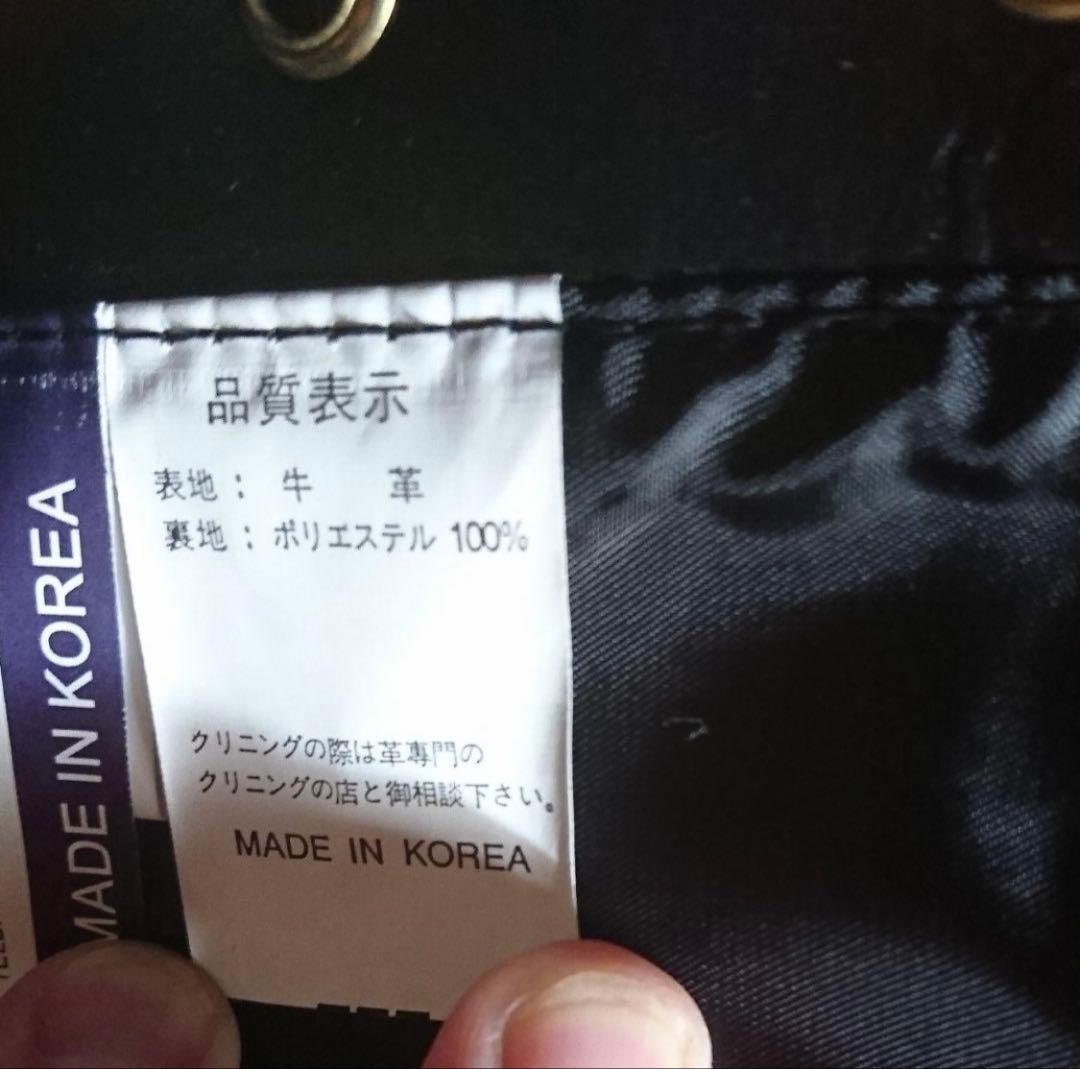 品質表示
表地： 牛 革
裏地： ポリエステル 100%
クリニングの際は革専門の
クリニングの店と御相談下さい。
MADE IN KOREA
MADE IN KOREA